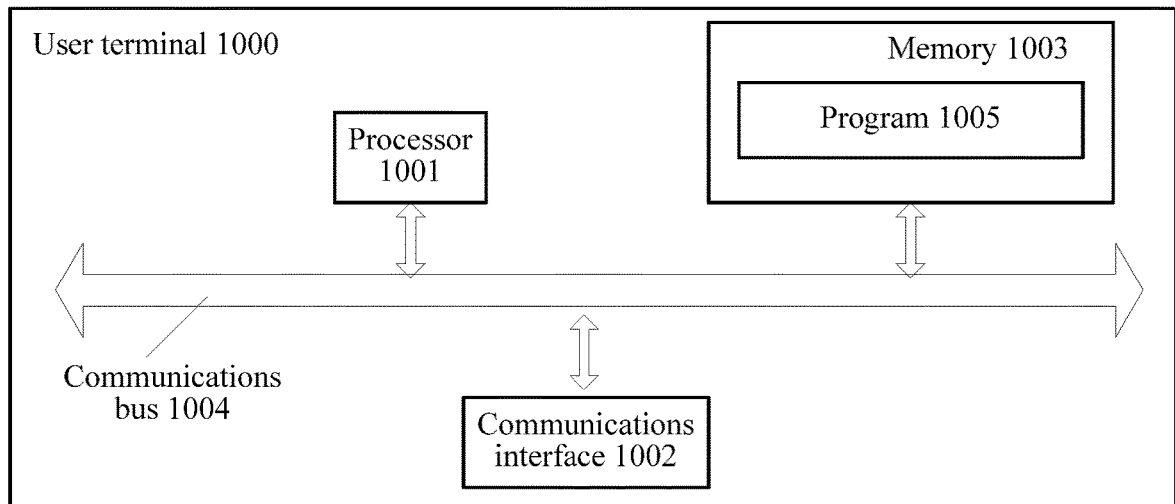 User terminal 1000
Memory 1003
Program 1005
Processor
1001
Communications
bus 1004
Communications
interface 1002